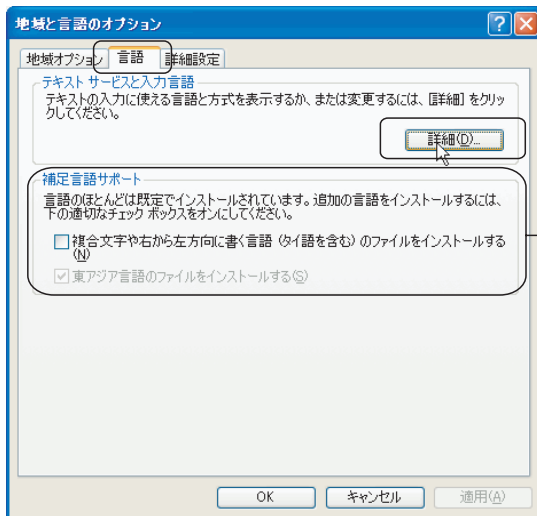 地域と言語のオプション
地域オプション 言語 詳細設定
テキスト サービスと入力言語
テキストの入力に使える言語と方式を表示するか、または変更するには、[詳細] をクリッ
クしてください。
詳細(D)...
補足言語サポート
言語のほとんどは既定でインストールされています。追加の言語をインストールするには、
下の適切なチェック ボックスをオンにしてください。
複合文字や右から左方向に書く言語 (タイ語を含む) のファイルをインストールする
(N)
東アジア言語のファイルをインストールする(S)
OK キャンセル 適用(A)